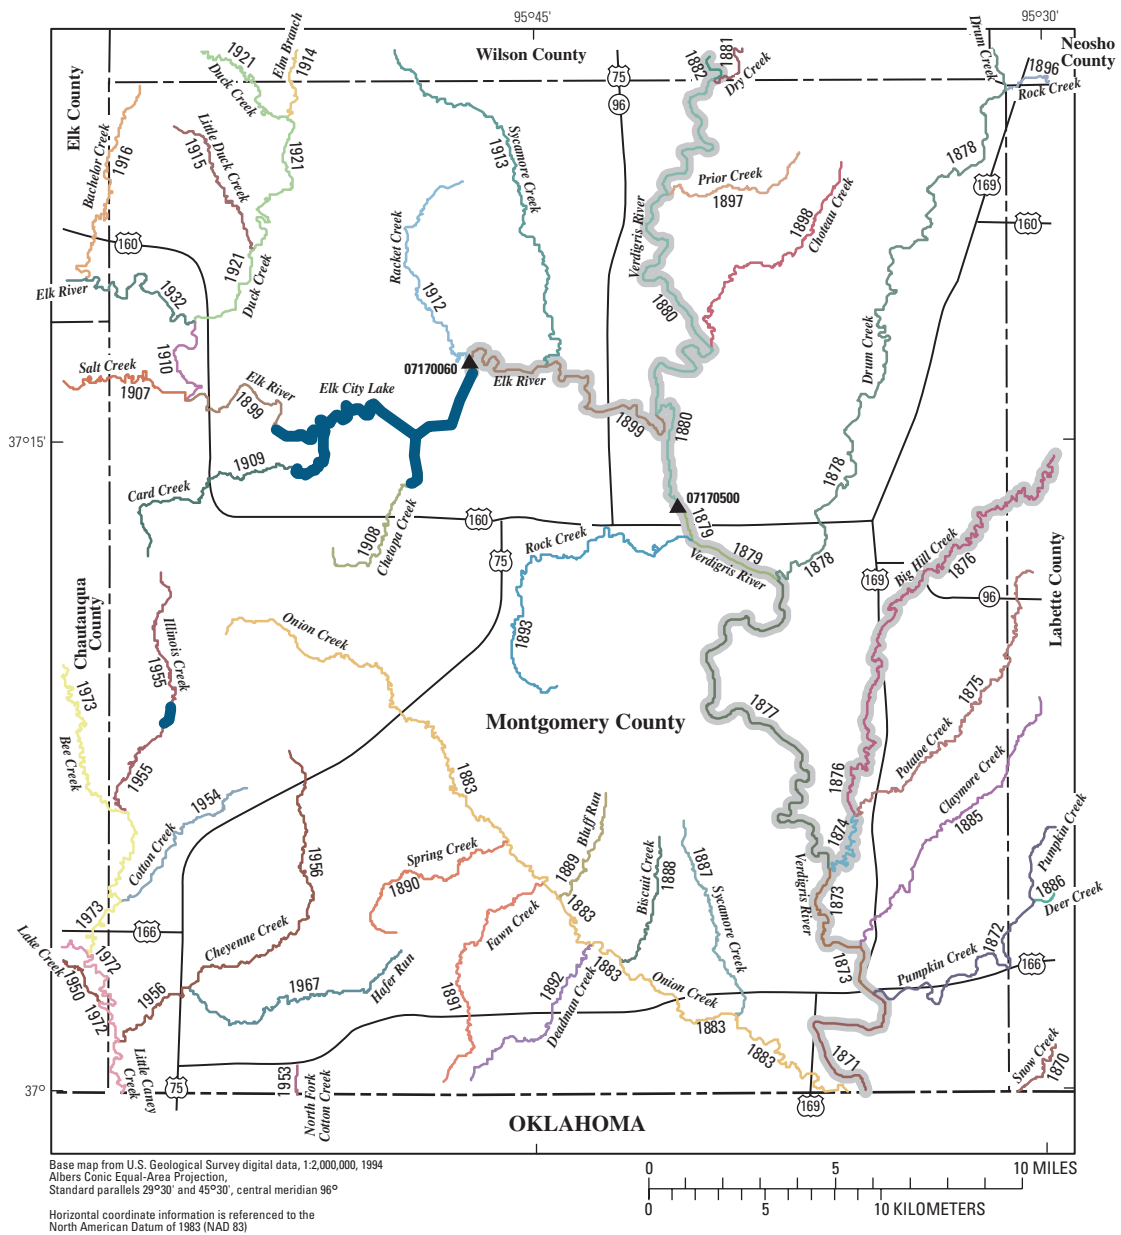 95°45'
95°30'
Wilson County
Neosho
County
Elk County
1921
Duck Creek
Elm Branch
1914
75
96
1882
1881
Dry Creek
Drum Creek
1896
Rock Creek
Bachelor Creek
1916
Little Duck Creek
1915
1921
Sycamore Creek
1913
Prior Creek
1897
1878
169
160
Racket Creek
1912
Verdigris River
1898
Choteau Creek
160
1921
Duck Creek
Elk River
1932
1880
1910
Drum Creek
Salt Creek
1907
07170060
Elk River
Elk River
1899
Elk City Lake
1899
1880
37°15'
1909
Card Creek
1878
07170500
1879
160
1908
Chetopa Creek
Rock Creek
75
1879
Verdigris River
1878
169
Big Hill Creek
1876
96
Labette County
Chautauqua
County
Illinois Creek
1955
Onion Creek
1893
1973
Bee Creek
1955
Montgomery County
1877
1875
Potatoe Creek
1883
1876
Claymore Creek
1885
1954
Cotton Creek
1956
Spring Creek
1890
Bluff Run
1889
Biscuit Creek
1888
1887
Sycamore Creek
1874
Verdigris River
1873
Pumpkin Creek
1886
Deer Creek
1973
166
Lake Creek
1972
1950
1972
Cheyenne Creek
1956
1967
Hafer Run
Fawn Creek
1891
1883
1892
Deadman Creek
1883
Onion Creek
1883
1883
1873
Pumpkin Creek
1872
166
1871
Snow Creek
1870
37°
Little Caney
Creek
75
1953
North Fork
Cotton Creek
169
OKLAHOMA
Base map from U.S. Geological Survey digital data, 1:2,000,000, 1994
Albers Conic Equal-Area Projection,
Standard parallels 29°30' and 45°30', central meridian 96°
Horizontal coordinate information is referenced to the
North American Datum of 1983 (NAD 83)
0 5 10 MILES
0 5 10 KILOMETERS